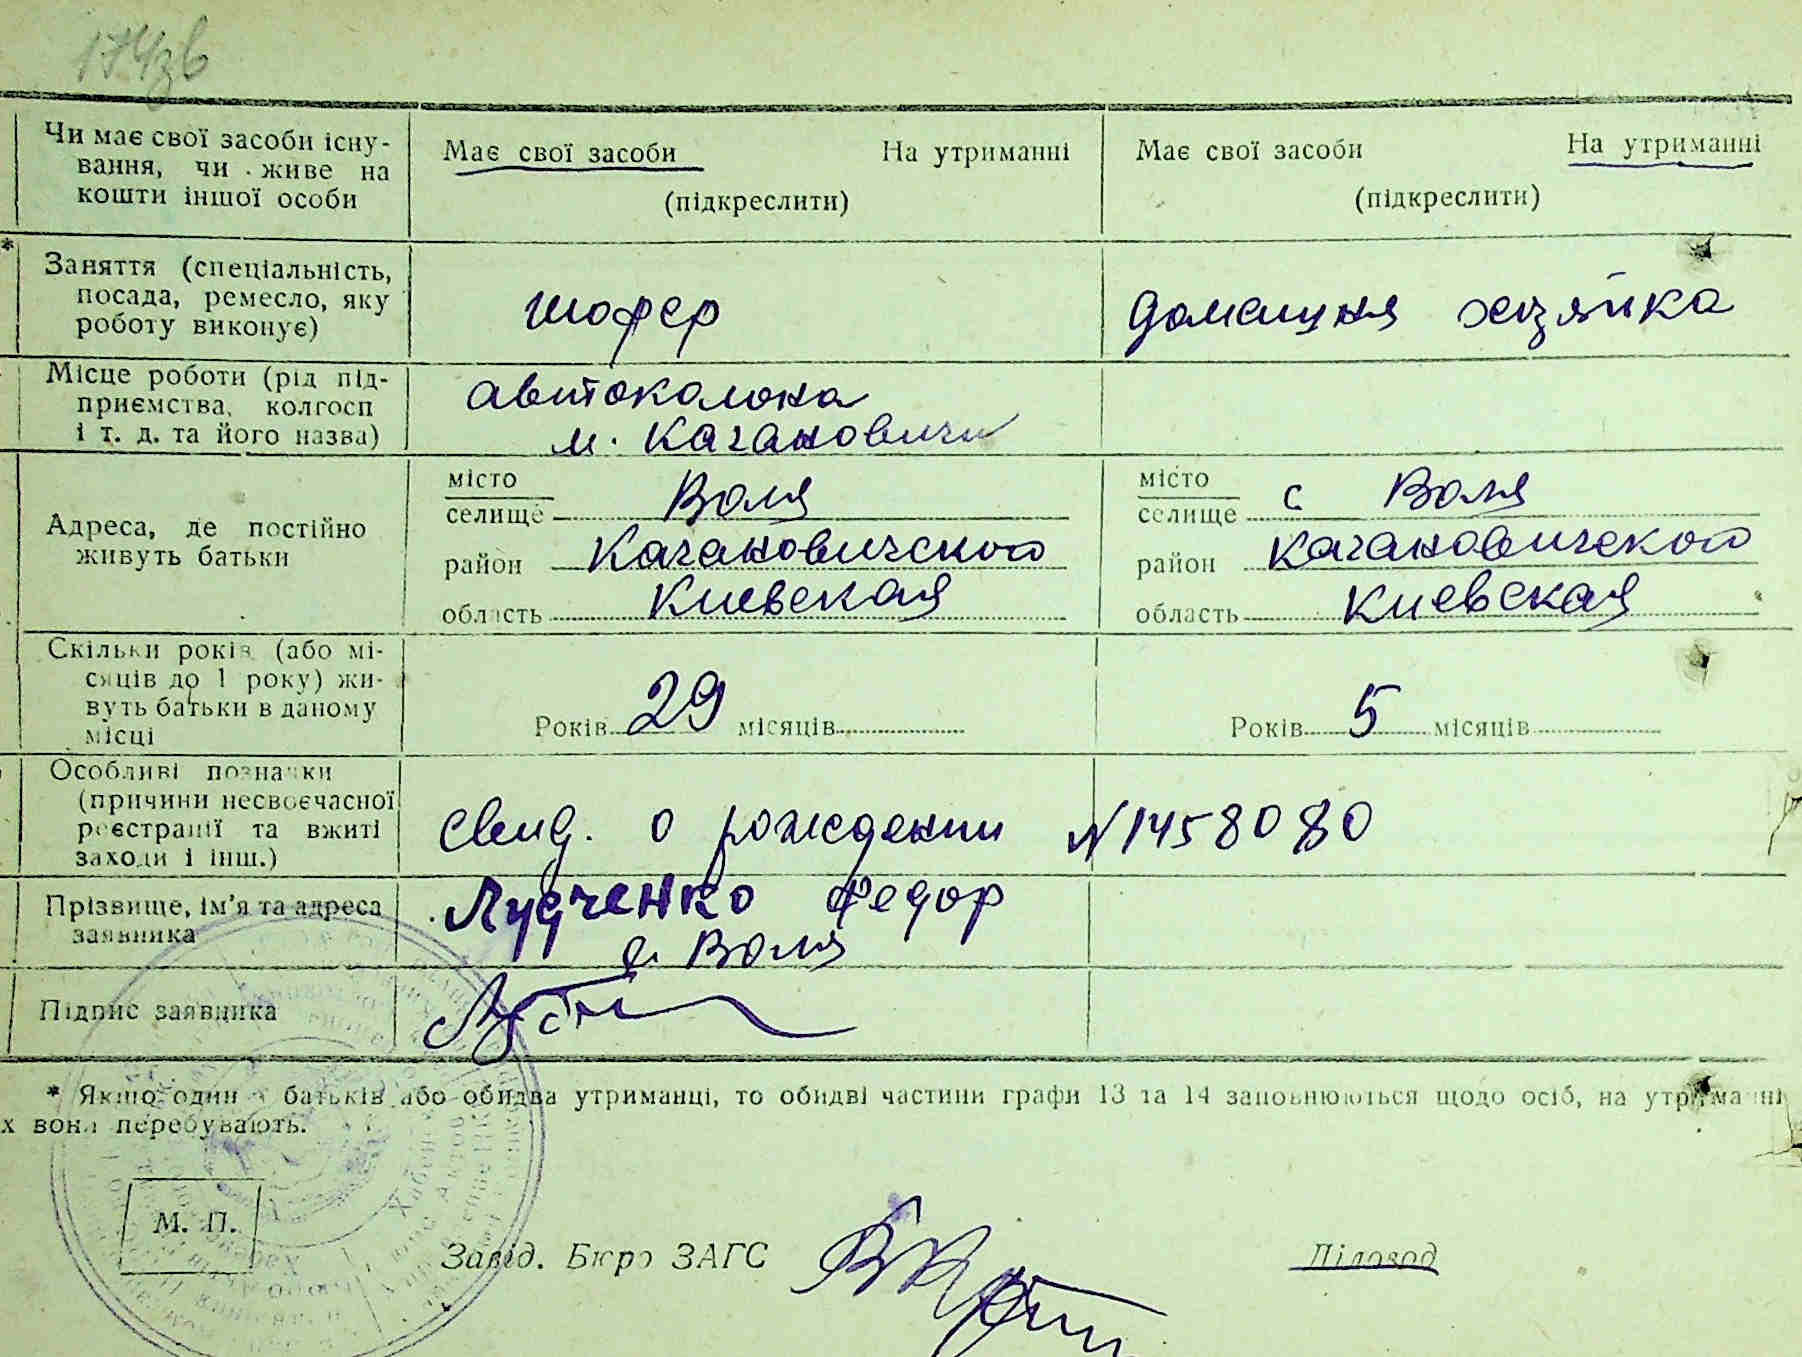 Чи має свої засоби існу-
вання, чи живе на
кошти іншої особи
Має свої засоби На утриманні
(підкреслити)
Має свої засоби На утриманні
(підкреслити)
* Заняття (спеціальність,
посада, ремесло, яку
роботу виконує)
шофер
домашняя хозяйка
Місце роботи (рід під-
приємства, колгосп
і т. д. та його назва)
автоколона
м. Кагановичи
Адреса, де постійно
живуть батьки
місто
селище Воля
район Кагановичского
область Киевская
місто
селище с Воля
район Кагановичского
область Киевская
Скільки років (або мі-
сяців до 1 року) жи-
вуть батьки в даному
місці
Років 29 місяців
Років 5 місяців
Особливі позначки
(причини несвоєчасної
реєстрації та вжиті
заходи і інш.)
Свид. о рождении N 1458080
Прізвище, ім'я та адреса
заявника
Лудченко Федор
с. Воля
Підпис заявника
* Якщо один з батьків або обидва утриманці, то обидві частини графи 13 та 14 заповнюються щодо осіб, на утриманні
х вони перебувають.
М. П.
Завід. Бюро ЗАГС
Діловод